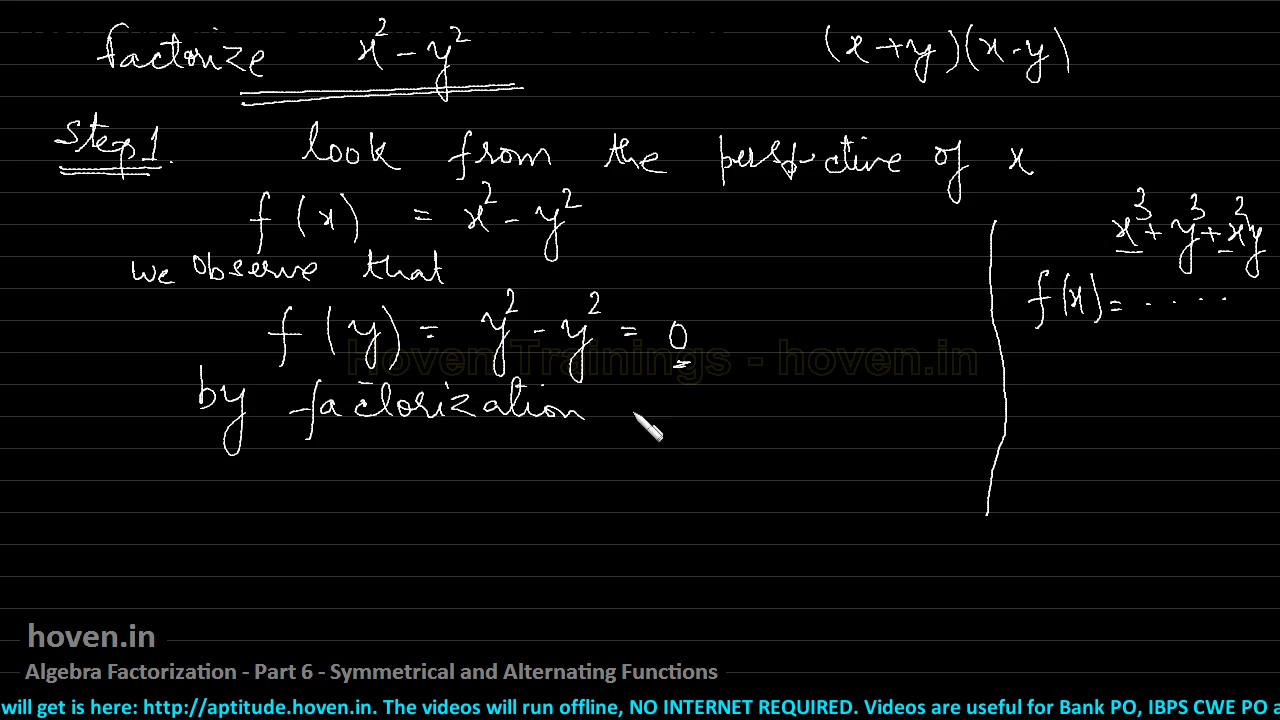 factorize x² - y² (x + y)(x - y)
Step 1. look from the perspective of x
f(x) = x² - y²
we observe that
f(y) = y² - y² = 0
by factorization
x³ + y³ + x²y
f(x) = . . . . .
Hoven Trainings - hoven.in
hoven.in
Algebra Factorization - Part 6 - Symmetrical and Alternating Functions
will get is here: http://aptitude.hoven.in. The videos will run offline, NO INTERNET REQUIRED. Videos are useful for Bank PO, IBPS CWE PO a